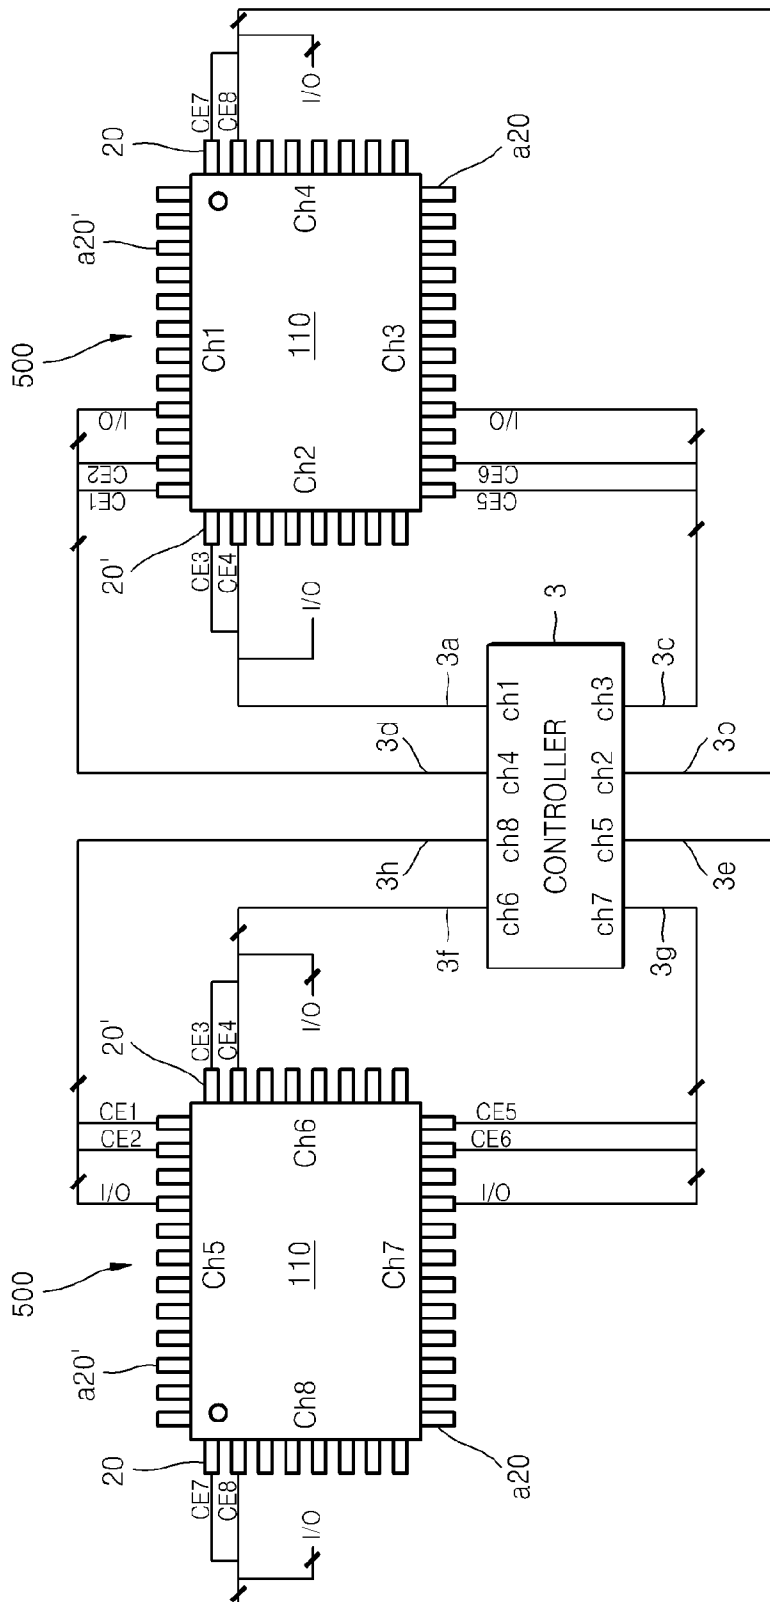 500
a20'
20
20'
CE7
CE8
I/O
I/O
CE2
CE1
CE3
CE4
I/O
Ch5
Ch8
110
Ch6
Ch7
I/O
CE6
CE5
a20
500
20'
a20'
20
CE3
CE4
I/O
CE1
CE2
I/O
CE7
CE8
I/O
Ch1
Ch2
110
Ch4
Ch3
CE5
CE6
I/O
a20
3f
3h
3d
3a
3
ch6
ch8
ch4
ch1
CONTROLLER
ch7
ch5
ch2
ch3
3g
3e
3b
3c